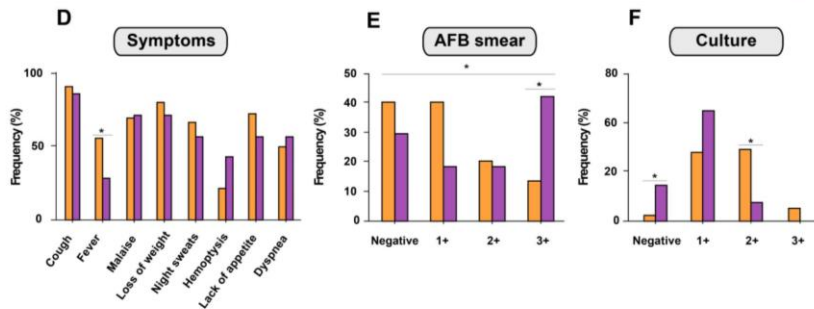 D
Symptoms
Frequency (%)
100
50
0
*
Cough
Fever
Malaise
Loss of weight
Night sweats
Hemoptysis
Lack of appetite
Dyspnea
E
AFB smear
Frequency (%)
50
40
30
20
10
0
*
*
Negative 1+ 2+ 3+
F
Culture
Frequency (%)
80
60
20
0
*
*
Negative 1+ 2+ 3+